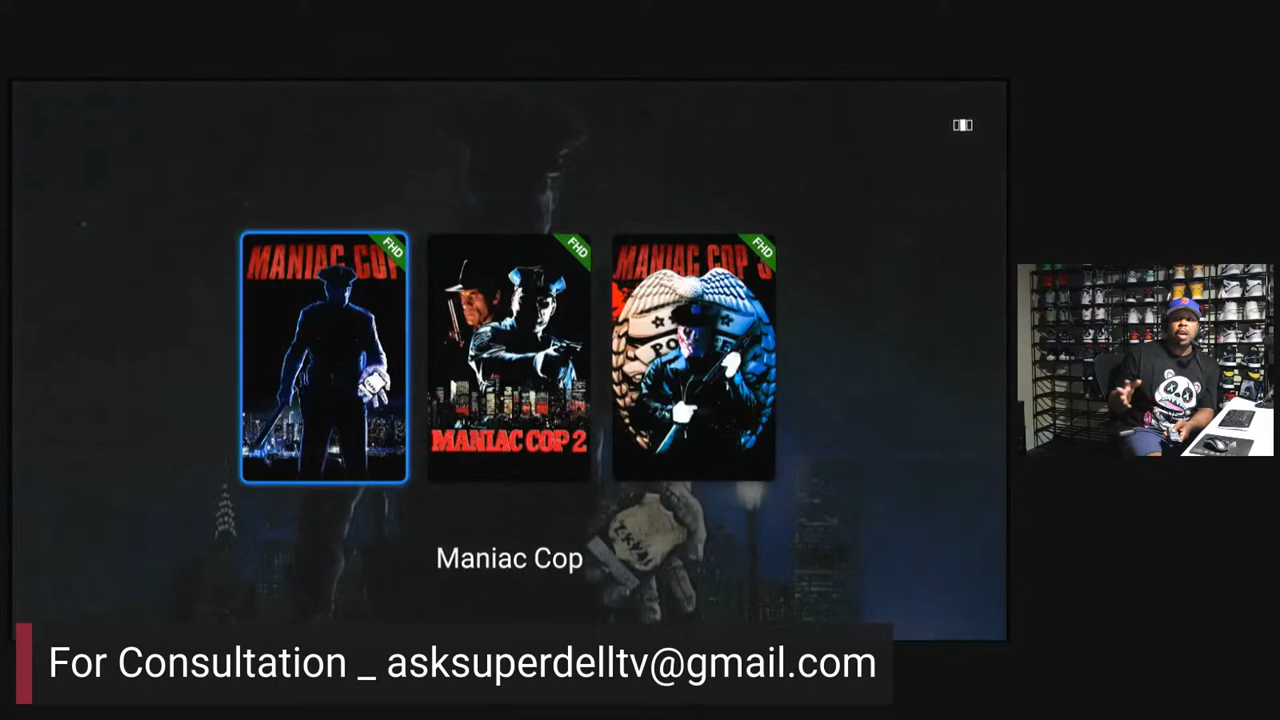 MANIAC COP
FHD
FHD
MANIAC COP 2
MANIAC COP 3
FHD
Maniac Cop
For Consultation _ asksuperdelltv@gmail.com